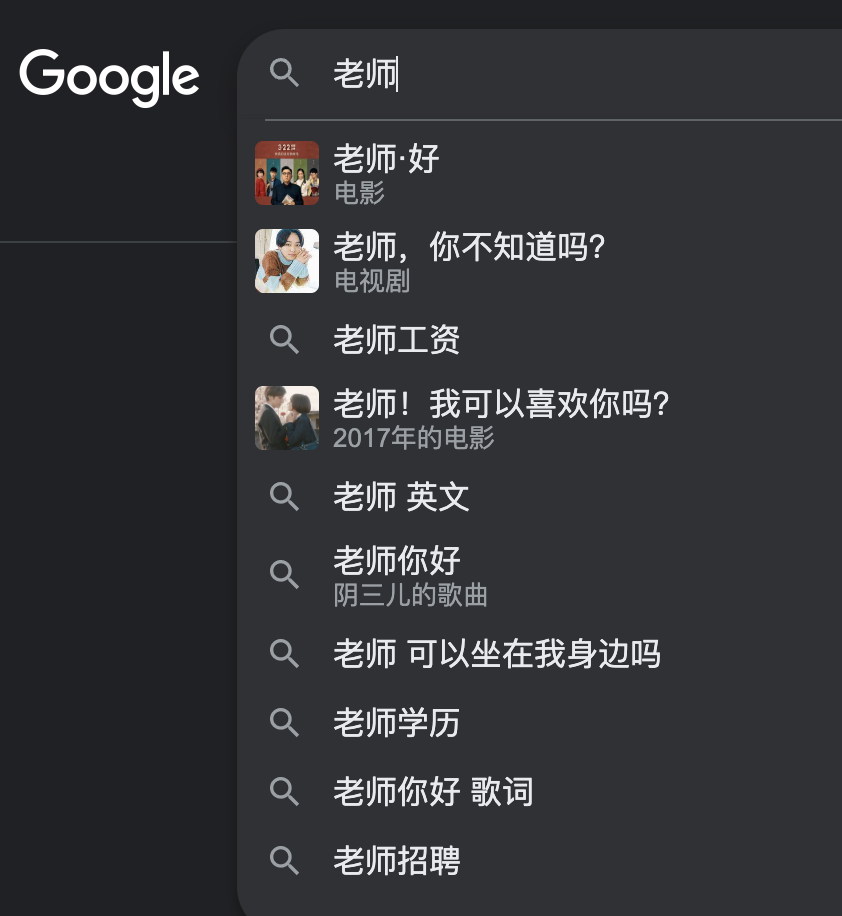 Google
老师
老师·好
电影
老师，你不知道吗？
电视剧
老师工资
老师！我可以喜欢你吗？
2017年的电影
老师 英文
老师你好
阴三儿的歌曲
老师 可以坐在我身边吗
老师学历
老师你好 歌词
老师招聘